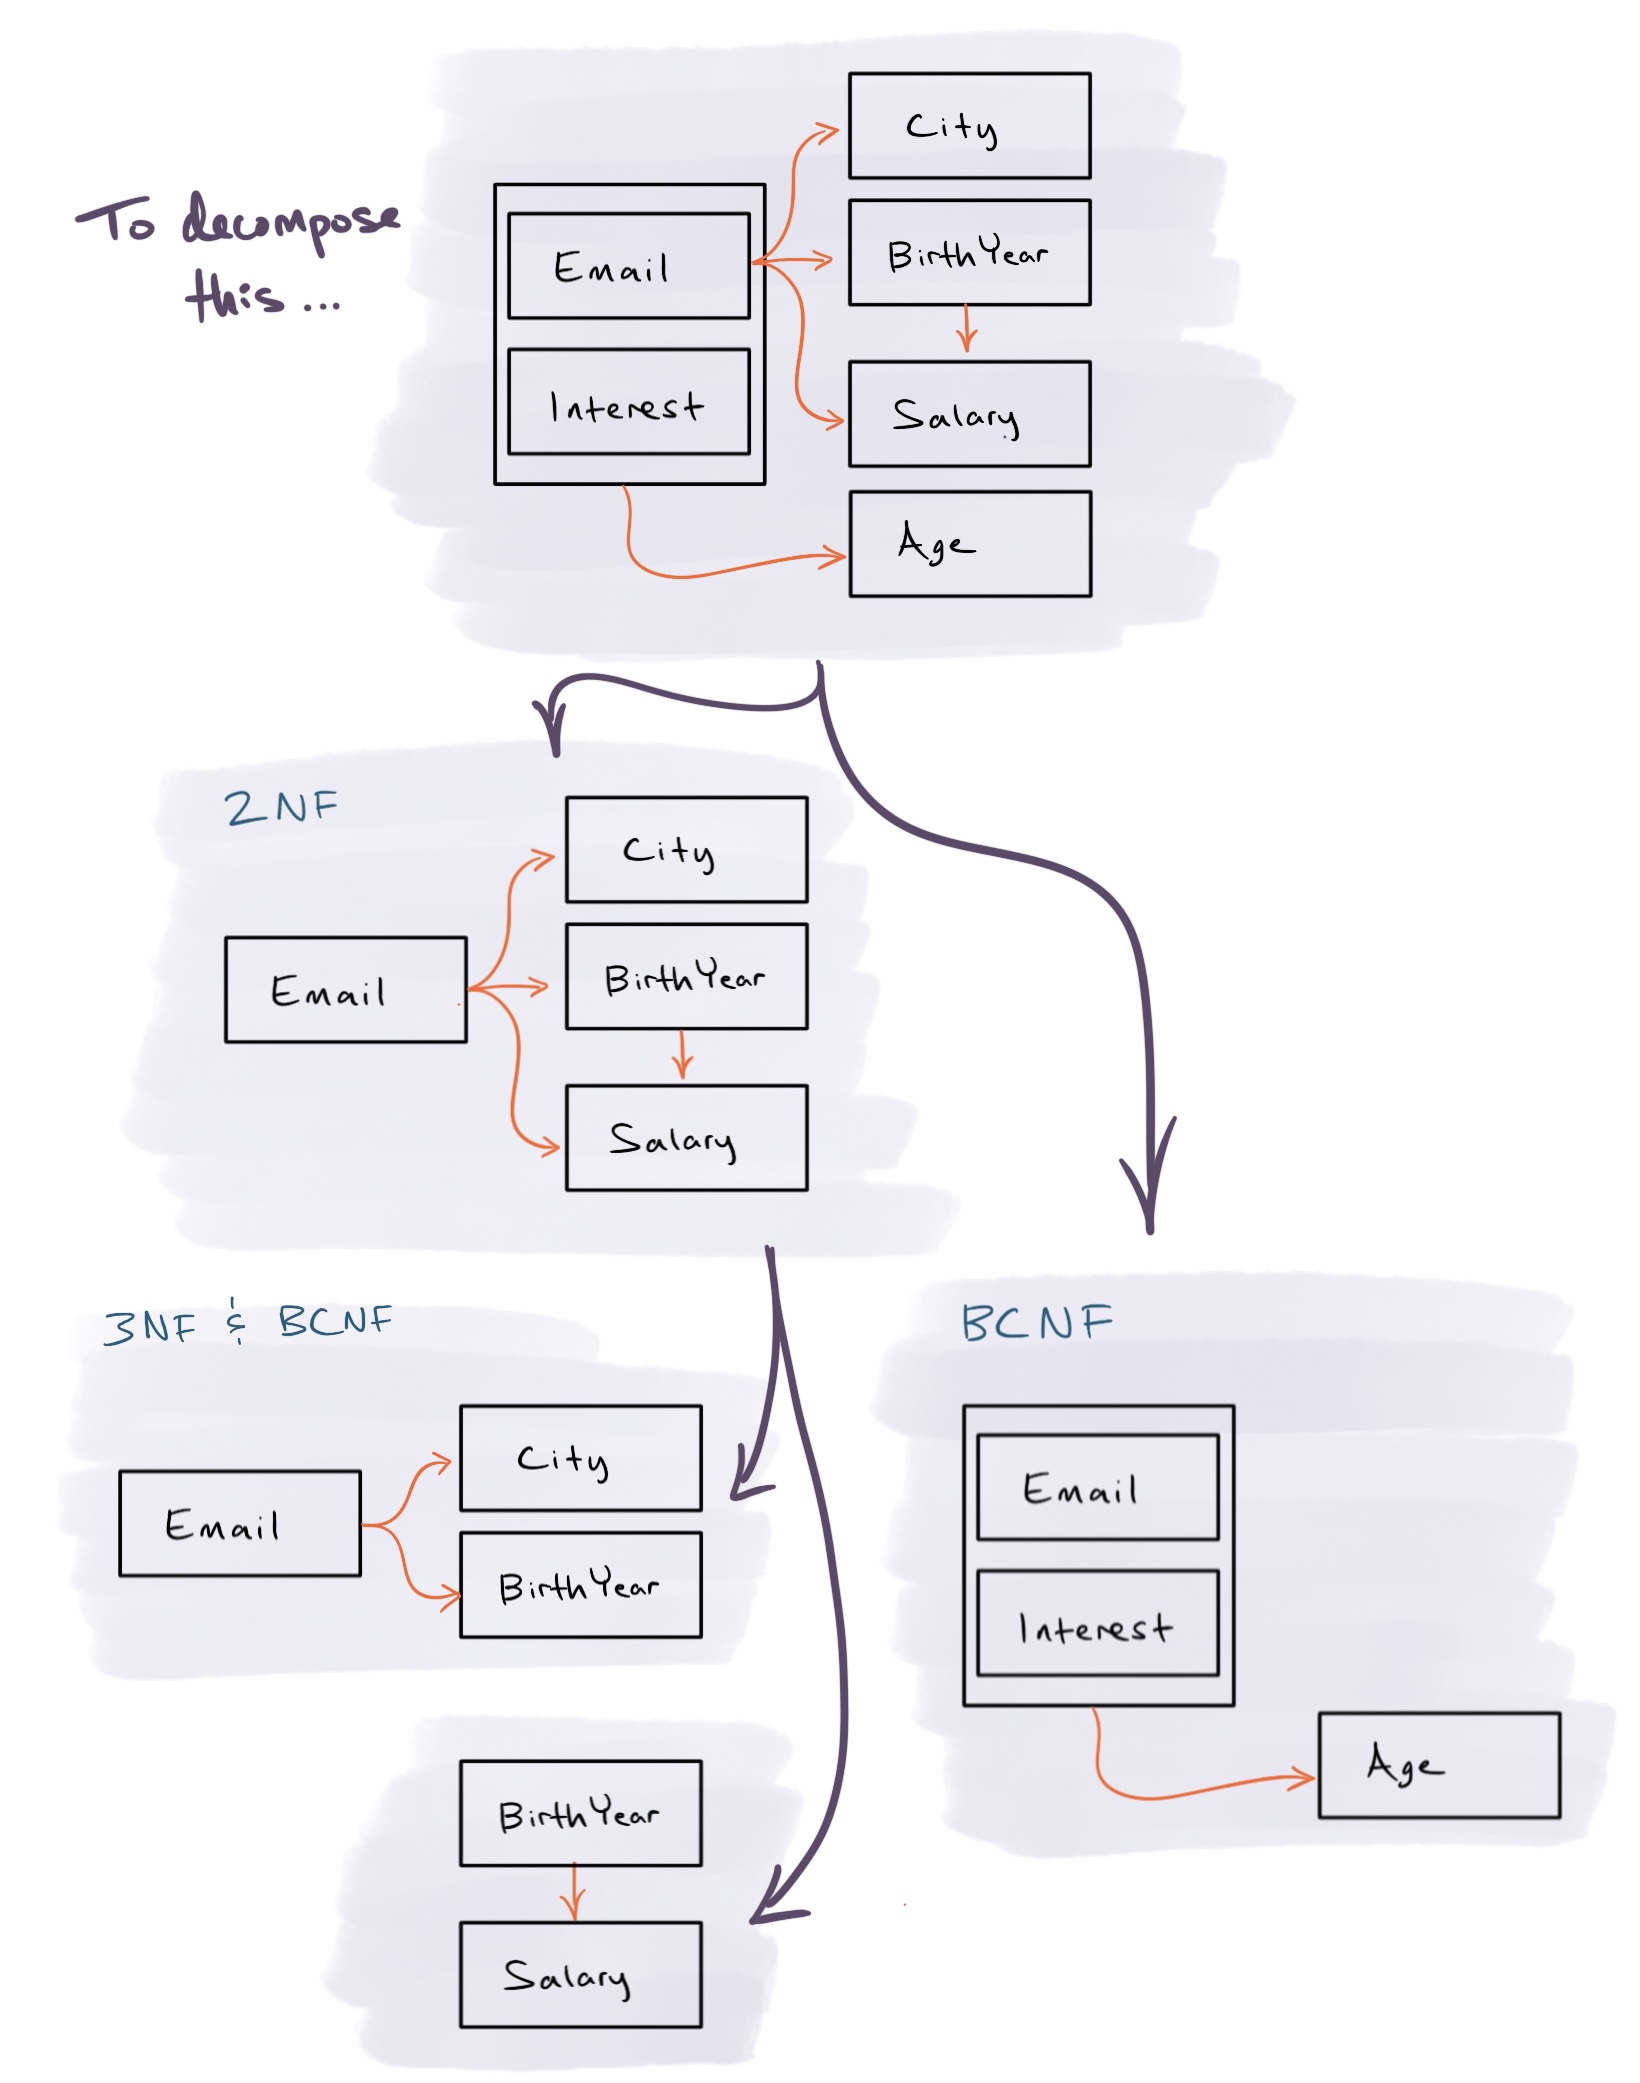 To decompose
this...
City
BirthYear
Email
Interest
Salary
Age
2NF
City
BirthYear
Email
Salary
3NF & BCNF
City
Email
BirthYear
BirthYear
Salary
BCNF
Email
Interest
Age